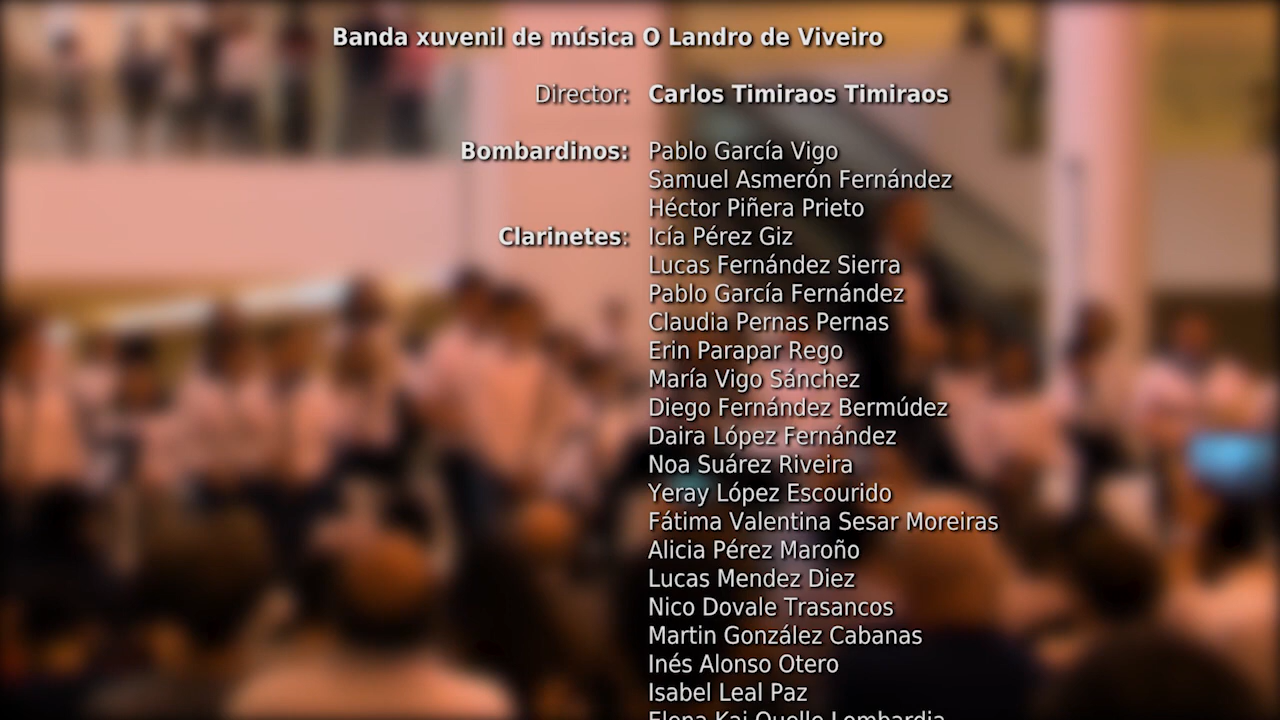 Banda xuvenil de música O Landro de Viveiro
Director: Carlos Timiraos Timiraos
Bombardinos: Pablo García Vigo
Samuel Asmerón Fernández
Héctor Piñera Prieto
Clarinetes: Icía Pérez Giz
Lucas Fernández Sierra
Pablo García Fernández
Claudia Pernas Pernas
Erin Parapar Rego
María Vigo Sánchez
Diego Fernández Bermúdez
Daira López Fernández
Noa Suárez Riveira
Yeray López Escourido
Fátima Valentina Sesar Moreiras
Alicia Pérez Maroño
Lucas Mendez Diez
Nico Dovale Trasancos
Martin González Cabanas
Inés Alonso Otero
Isabel Leal Paz
Elena Kai Lombardia